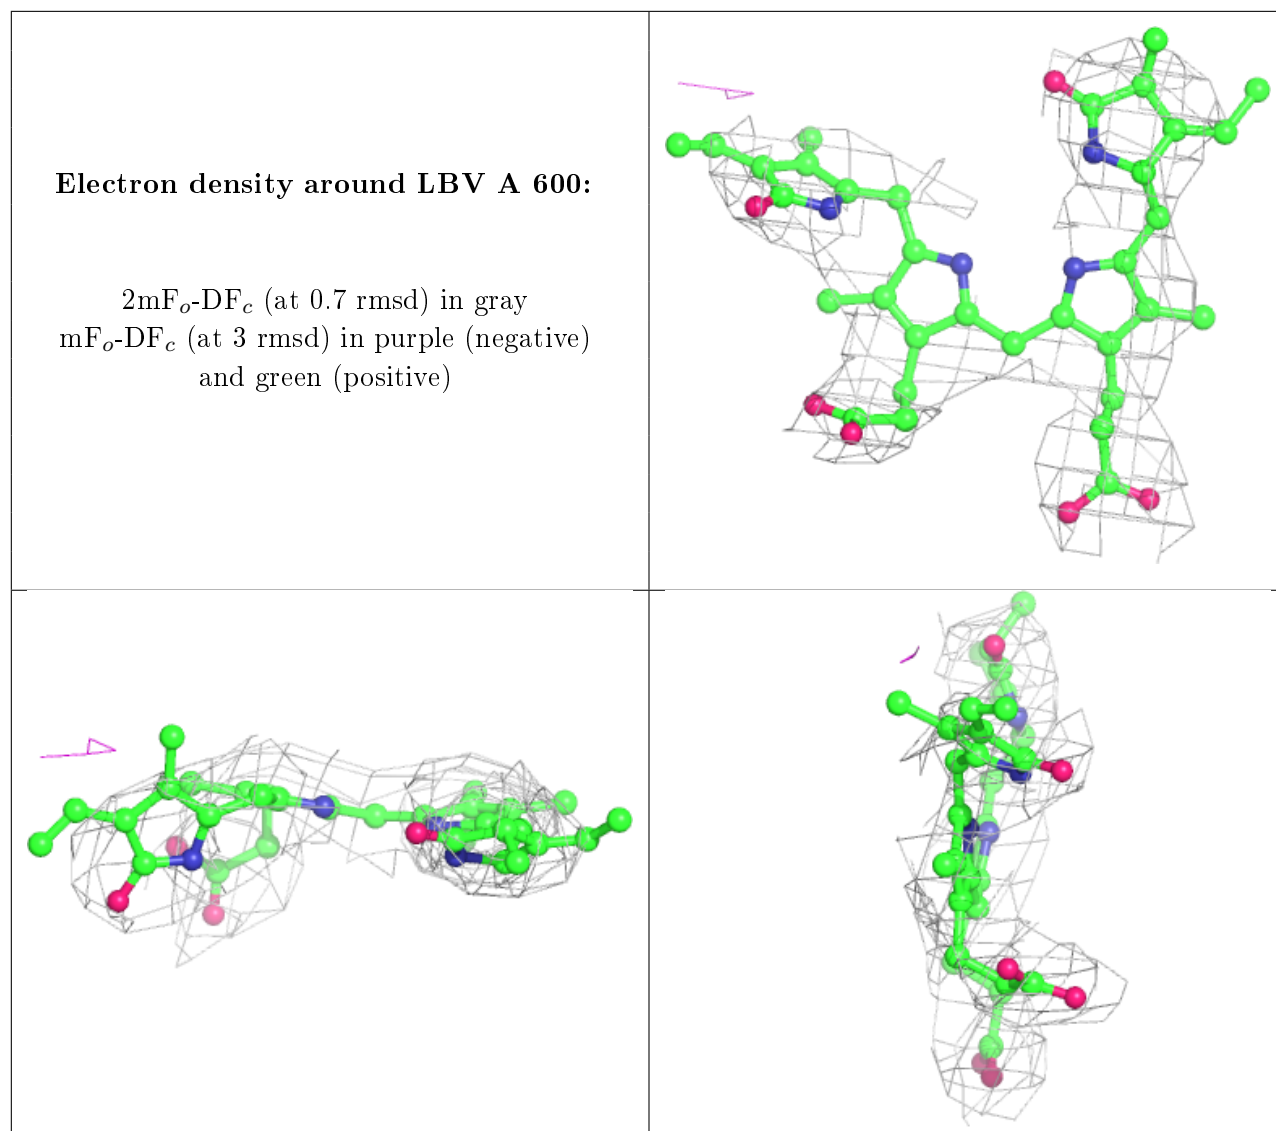 Electron density around LBV A 600:
2mFₒ-DF𝒸 (at 0.7 rmsd) in gray
mFₒ-DF𝒸 (at 3 rmsd) in purple (negative)
and green (positive)